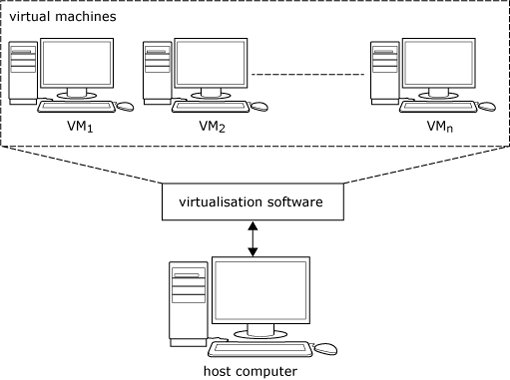 virtual machines
VM₁
VM₂
VMₙ
virtualisation software
host computer